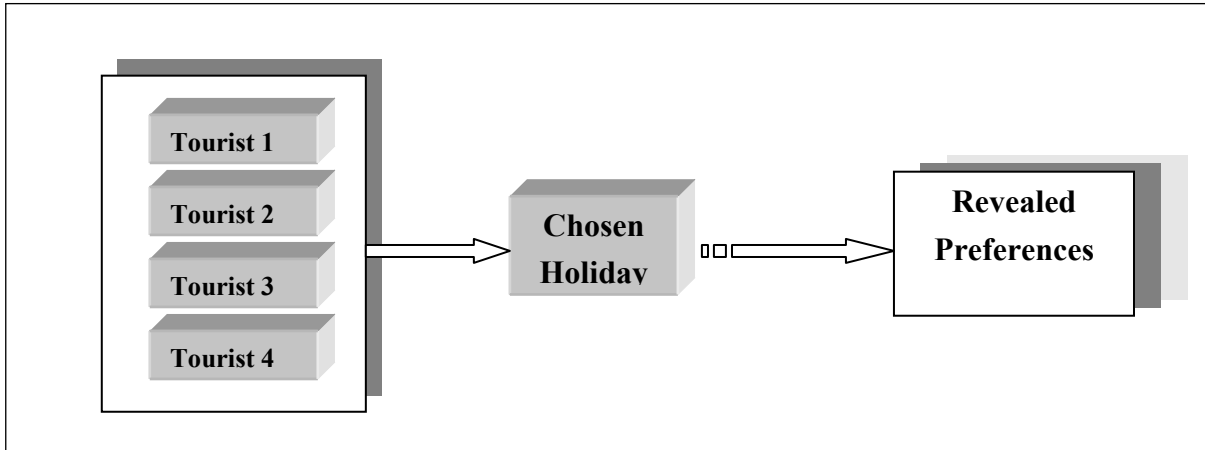 Tourist 1
Tourist 2
Tourist 3
Tourist 4
Chosen
Holiday
Revealed
Preferences